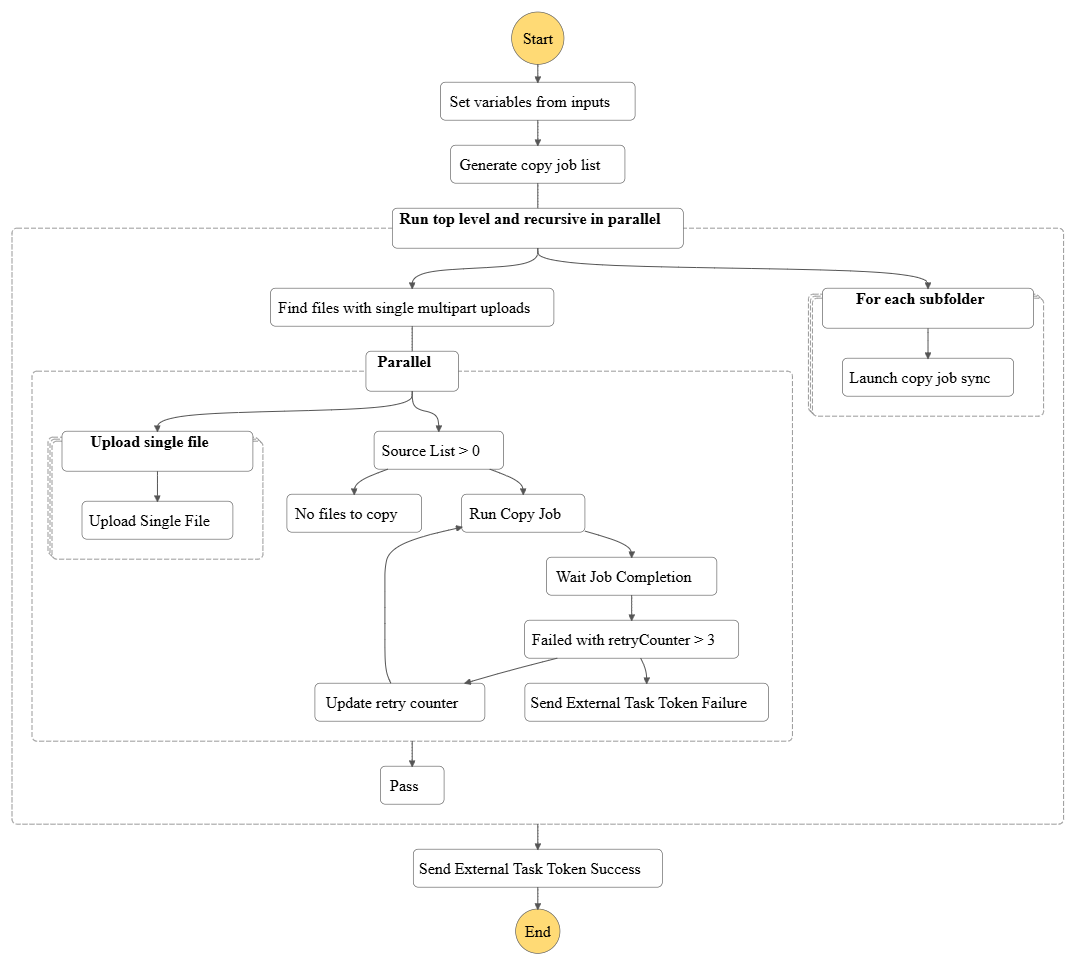 Start
Set variables from inputs
Generate copy job list
Run top level and recursive in parallel
Find files with single multipart uploads
For each subfolder
Launch copy job sync
Parallel
Upload single file
Source List > 0
Upload Single File
No files to copy
Run Copy Job
Wait Job Completion
Failed with retryCounter > 3
Update retry counter
Send External Task Token Failure
Pass
Send External Task Token Success
End